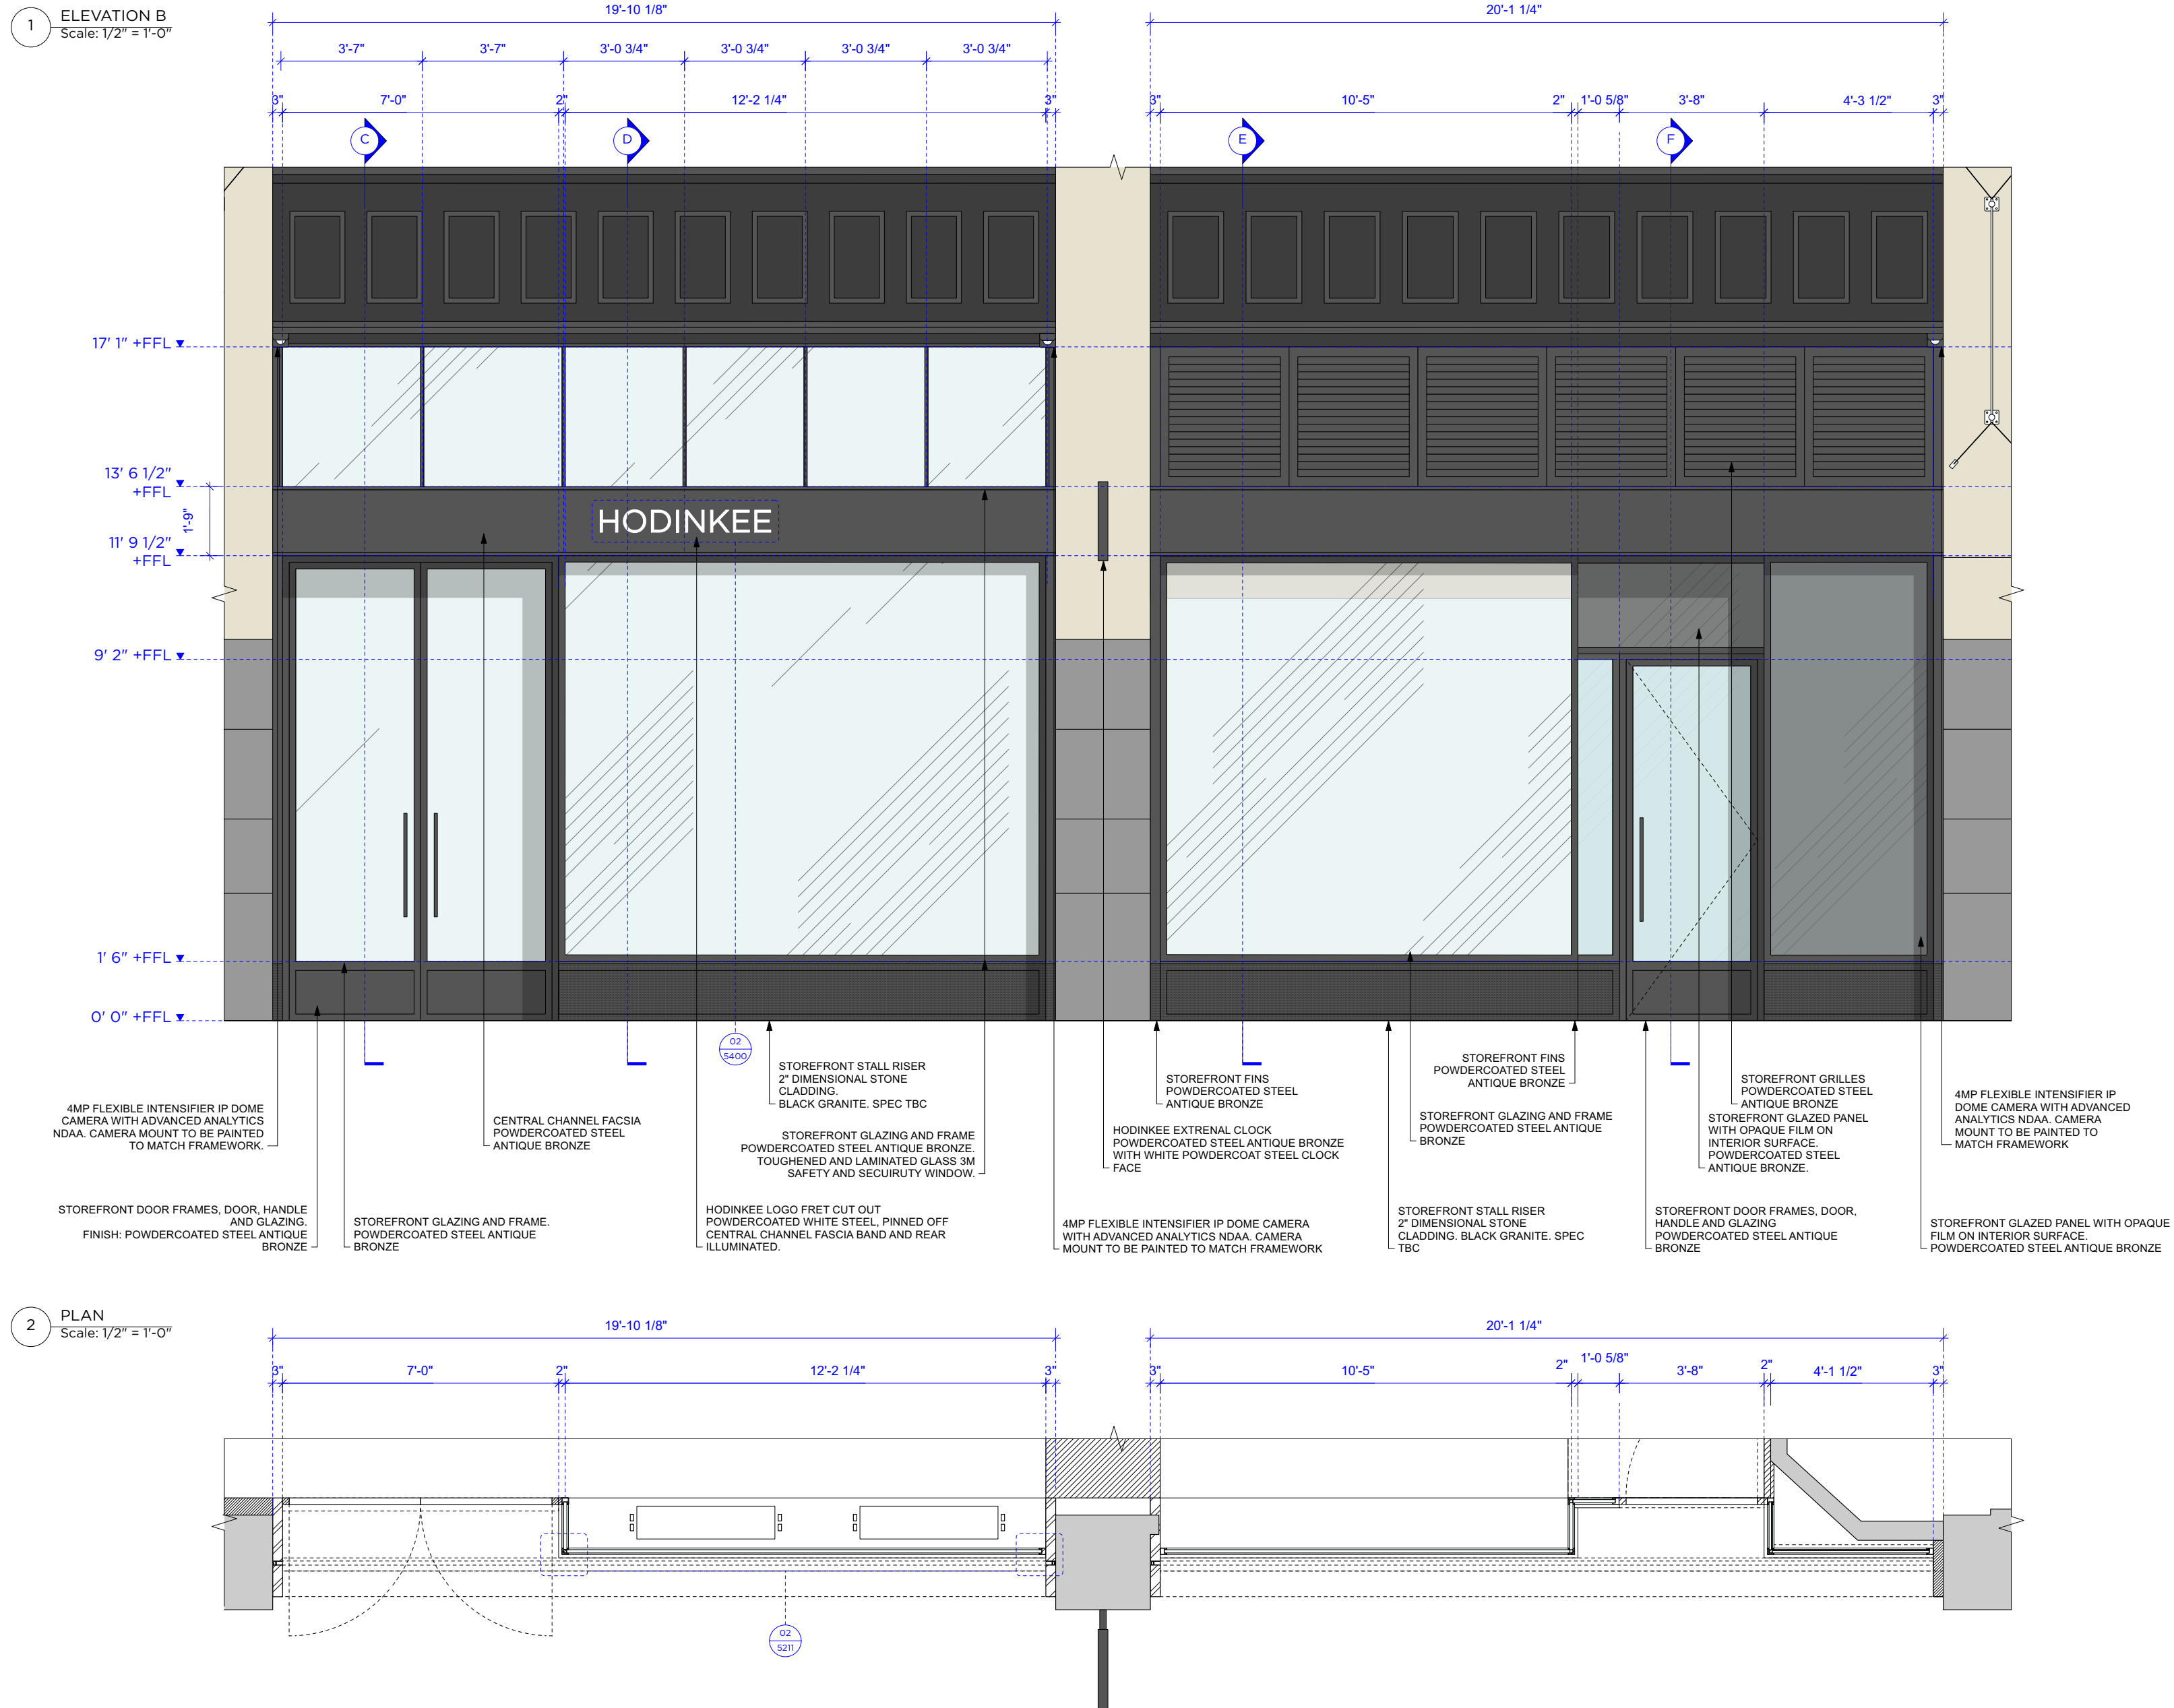 1
ELEVATION B
Scale: 1/2" = 1'-0"
19'-10 1/8"
20'-1 1/4"
3'-7"
3'-7"
3'-0 3/4"
3'-0 3/4"
3'-0 3/4"
3'-0 3/4"
3"
7'-0"
2"
12'-2 1/4"
3"
3"
10'-5"
2"
1'-0 5/8"
3'-8"
4'-3 1/2"
3"
C
D
E
F
17' 1" +FFL
13' 6 1/2"
+FFL
1'-9"
HODINKEE
11' 9 1/2"
+FFL
9' 2" +FFL
1' 6" +FFL
0' 0" +FFL
02
5400
4MP FLEXIBLE INTENSIFIER IP DOME
CAMERA WITH ADVANCED ANALYTICS
NDAA. CAMERA MOUNT TO BE PAINTED
TO MATCH FRAMEWORK.
CENTRAL CHANNEL FACSIA
POWDERCOATED STEEL
ANTIQUE BRONZE
STOREFRONT STALL RISER
2" DIMENSIONAL STONE
CLADDING.
BLACK GRANITE. SPEC TBC
STOREFRONT GLAZING AND FRAME
POWDERCOATED STEEL ANTIQUE BRONZE.
TOUGHENED AND LAMINATED GLASS 3M
SAFETY AND SECUIRUTY WINDOW.
HODINKEE EXTRENAL CLOCK
POWDERCOATED STEEL ANTIQUE BRONZE
WITH WHITE POWDERCOAT STEEL CLOCK
FACE
STOREFRONT FINS
POWDERCOATED STEEL
ANTIQUE BRONZE
STOREFRONT FINS
POWDERCOATED STEEL
ANTIQUE BRONZE
STOREFRONT GLAZING AND FRAME
POWDERCOATED STEEL ANTIQUE
BRONZE
STOREFRONT GRILLES
POWDERCOATED STEEL
ANTIQUE BRONZE
STOREFRONT GLAZED PANEL
WITH OPAQUE FILM ON
INTERIOR SURFACE.
POWDERCOATED STEEL
ANTIQUE BRONZE.
4MP FLEXIBLE INTENSIFIER IP
DOME CAMERA WITH ADVANCED
ANALYTICS NDAA. CAMERA
MOUNT TO BE PAINTED TO
MATCH FRAMEWORK
STOREFRONT DOOR FRAMES, DOOR, HANDLE
AND GLAZING.
FINISH: POWDERCOATED STEEL ANTIQUE
BRONZE
STOREFRONT GLAZING AND FRAME.
POWDERCOATED STEEL ANTIQUE
BRONZE
HODINKEE LOGO FRET CUT OUT
POWDERCOATED WHITE STEEL, PINNED OFF
CENTRAL CHANNEL FASCIA BAND AND REAR
ILLUMINATED.
4MP FLEXIBLE INTENSIFIER IP DOME CAMERA
WITH ADVANCED ANALYTICS NDAA. CAMERA
MOUNT TO BE PAINTED TO MATCH FRAMEWORK
STOREFRONT STALL RISER
2" DIMENSIONAL STONE
CLADDING. BLACK GRANITE. SPEC
TBC
STOREFRONT DOOR FRAMES, DOOR,
HANDLE AND GLAZING
POWDERCOATED STEEL ANTIQUE
BRONZE
STOREFRONT GLAZED PANEL WITH OPAQUE
FILM ON INTERIOR SURFACE.
POWDERCOATED STEEL ANTIQUE BRONZE
2
PLAN
Scale: 1/2" = 1'-0"
19'-10 1/8"
20'-1 1/4"
3"
7'-0"
2"
12'-2 1/4"
3"
3"
10'-5"
2"
1'-0 5/8"
3'-8"
2"
4'-1 1/2"
3"
02
5211